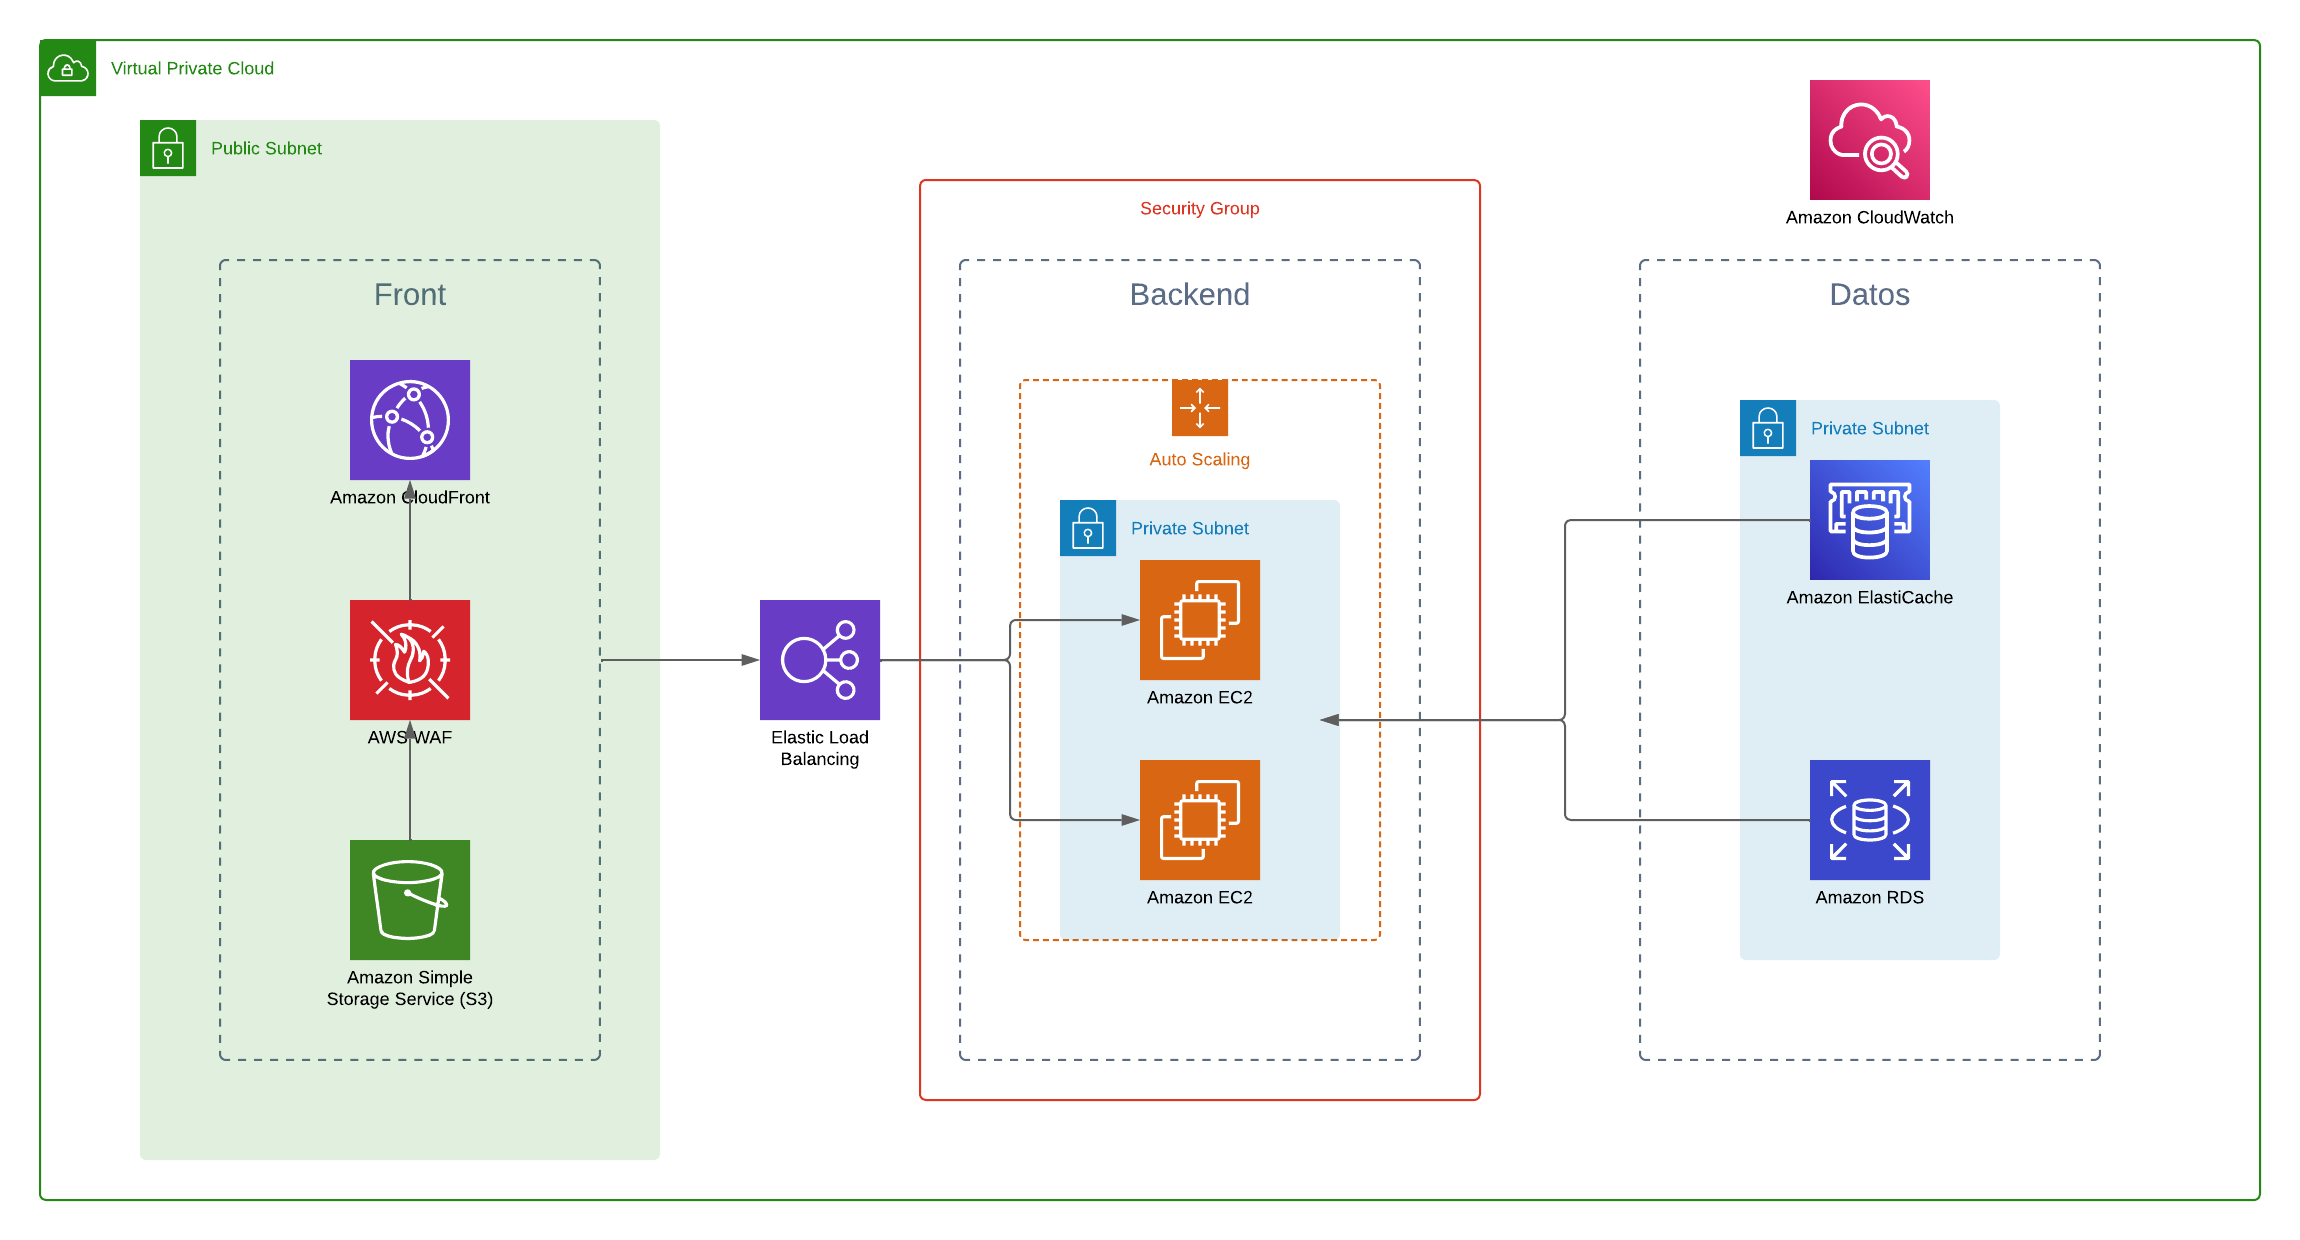 Virtual Private Cloud
Public Subnet
Front
Amazon CloudFront
AWS WAF
Amazon Simple
Storage Service (S3)
Elastic Load
Balancing
Security Group
Backend
Auto Scaling
Private Subnet
Amazon EC2
Amazon EC2
Amazon CloudWatch
Datos
Private Subnet
Amazon ElastiCache
Amazon RDS